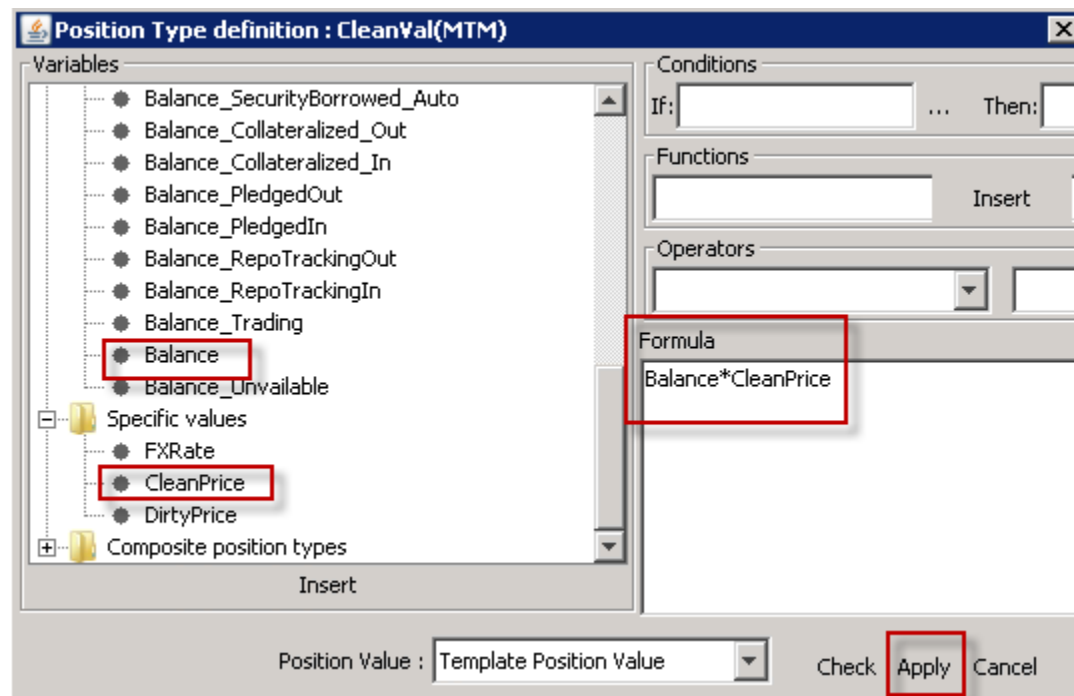 Position Type definition : CleanVal(MTM)
Variables
Balance_SecurityBorrowed_Auto
Balance_Collateralized_Out
Balance_Collateralized_In
Balance_PledgedOut
Balance_PledgedIn
Balance_RepoTrackingOut
Balance_RepoTrackingIn
Balance_Trading
Balance
Balance_Unvailable
Specific values
FXRate
CleanPrice
DirtyPrice
Composite position types
Insert
Conditions
If: ... Then:
Functions
Insert
Operators
Formula
Balance*CleanPrice
Position Value : Template Position Value Check Apply Cancel